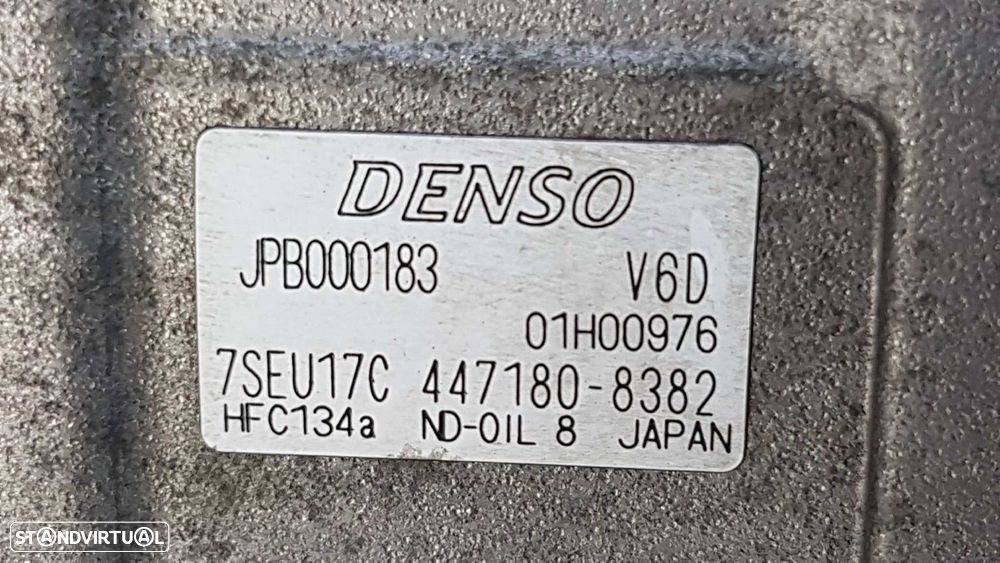 DENSO
JPB000183 V6D
01H00976
7SEU17C 447180-8382
HFC134a ND-OIL 8 JAPAN
STANDVIRTUAL